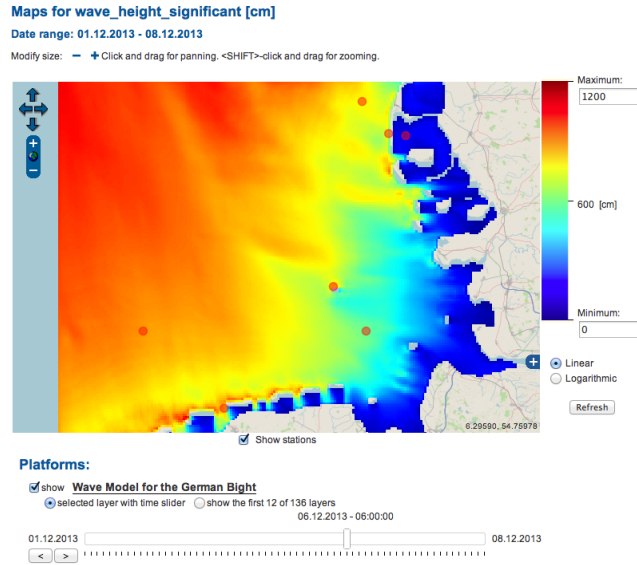 Maps for wave_height_significant [cm]
Date range: 01.12.2013 - 08.12.2013
Modify size: − + Click and drag for panning. <SHIFT>-click and drag for zooming.
Maximum:
1200
600 [cm]
Minimum:
0
Linear
Logarithmic
Refresh
6.29590, 54.75978
Show stations
Platforms:
show Wave Model for the German Bight
selected layer with time slider show the first 12 of 136 layers
06.12.2013 - 06:00:00
01.12.2013 08.12.2013
< >